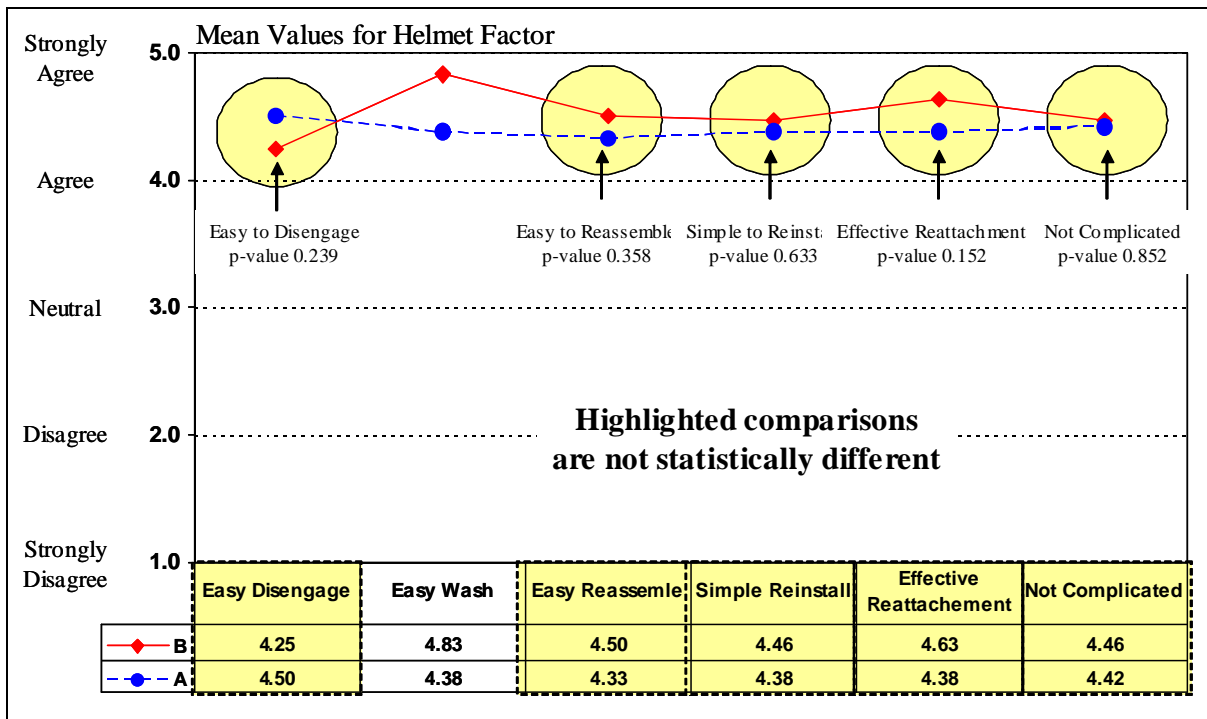 Mean Values for Helmet Factor
Strongly
Agree
5.0
Agree
4.0
Easy to Disengage
p-value 0.239
Easy to Reassemble
p-value 0.358
Simple to Reinsta
p-value 0.633
Effective Reattachment
p-value 0.152
Not Complicated
p-value 0.852
Neutral
3.0
Disagree
2.0
Highlighted comparisons
are not statistically different
Strongly
Disagree
1.0
Easy Disengage Easy Wash Easy Reassemle Simple Reinstall Effective Reattachement Not Complicated
B 4.25 4.83 4.50 4.46 4.63 4.46
A 4.50 4.38 4.33 4.38 4.38 4.42